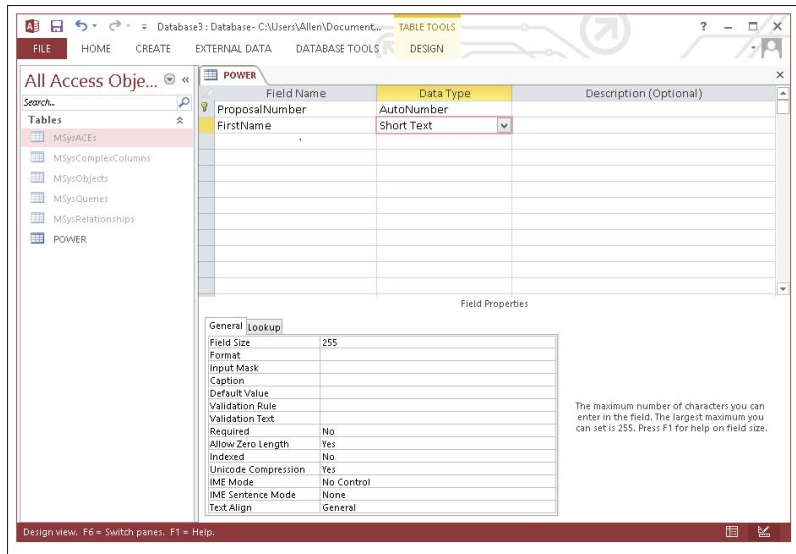 Database3 : Database- C:\Users\Allen\Document... TABLE TOOLS ?
FILE HOME CREATE EXTERNAL DATA DATABASE TOOLS DESIGN
All Access Obje... «
Search...
Tables
MSysACEs
MSysComplexColumns
MSysObjects
MSysQueries
MSysRelationships
POWER
POWER
Field Name Data Type Description (Optional)
ProposalNumber AutoNumber
FirstName Short Text
Field Properties
General Lookup
Field Size 255
Format
Input Mask
Caption
Default Value
Validation Rule
Validation Text
Required No
Allow Zero Length Yes
Indexed No
Unicode Compression Yes
IME Mode No Control
IME Sentence Mode None
Text Align General
The maximum number of characters you can
enter in the field. The largest maximum you
can set is 255. Press F1 for help on field size.
Design view. F6 = Switch panes. F1 = Help.